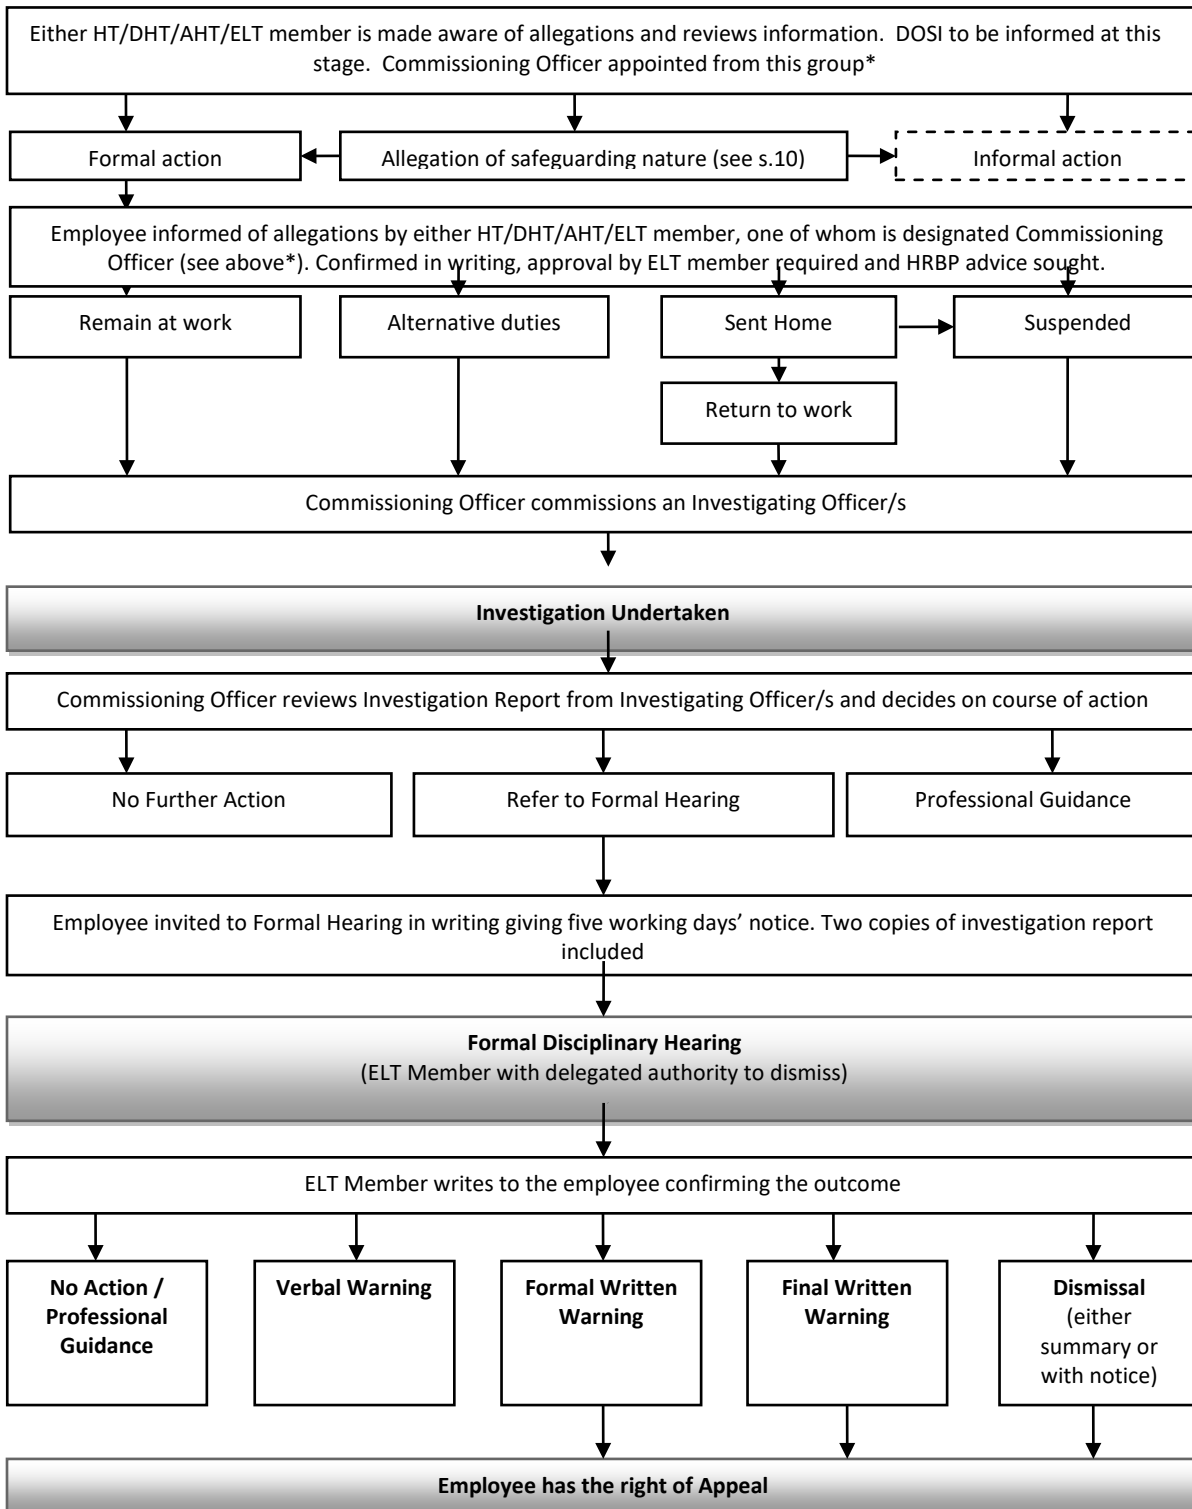 Either HT/DHT/AHT/ELT member is made aware of allegations and reviews information.  DOSI to be informed at this
stage.  Commissioning Officer appointed from this group*
Formal action
Allegation of safeguarding nature (see s.10)
Informal action
Employee informed of allegations by either HT/DHT/AHT/ELT member, one of whom is designated Commissioning
Officer (see above*). Confirmed in writing, approval by ELT member required and HRBP advice sought.
Remain at work
Alternative duties
Sent Home
Suspended
Return to work
Commissioning Officer commissions an Investigating Officer/s
Investigation Undertaken
Commissioning Officer reviews Investigation Report from Investigating Officer/s and decides on course of action
No Further Action
Refer to Formal Hearing
Professional Guidance
Employee invited to Formal Hearing in writing giving five working days’ notice. Two copies of investigation report
included
Formal Disciplinary Hearing
(ELT Member with delegated authority to dismiss)
ELT Member writes to the employee confirming the outcome
No Action /
Professional
Guidance
Verbal Warning
Formal Written
Warning
Final Written
Warning
Dismissal
(either
summary or
with notice)
Employee has the right of Appeal